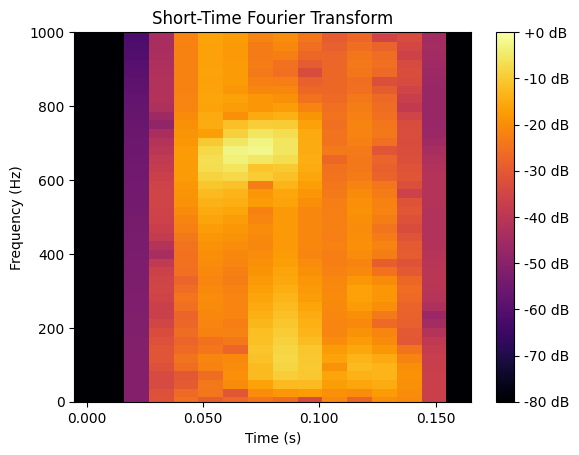 Short-Time Fourier Transform
1000
800
600
400
200
0
Frequency (Hz)
0.000
0.050
0.100
0.150
Time (s)
+0 dB
-10 dB
-20 dB
-30 dB
-40 dB
-50 dB
-60 dB
-70 dB
-80 dB